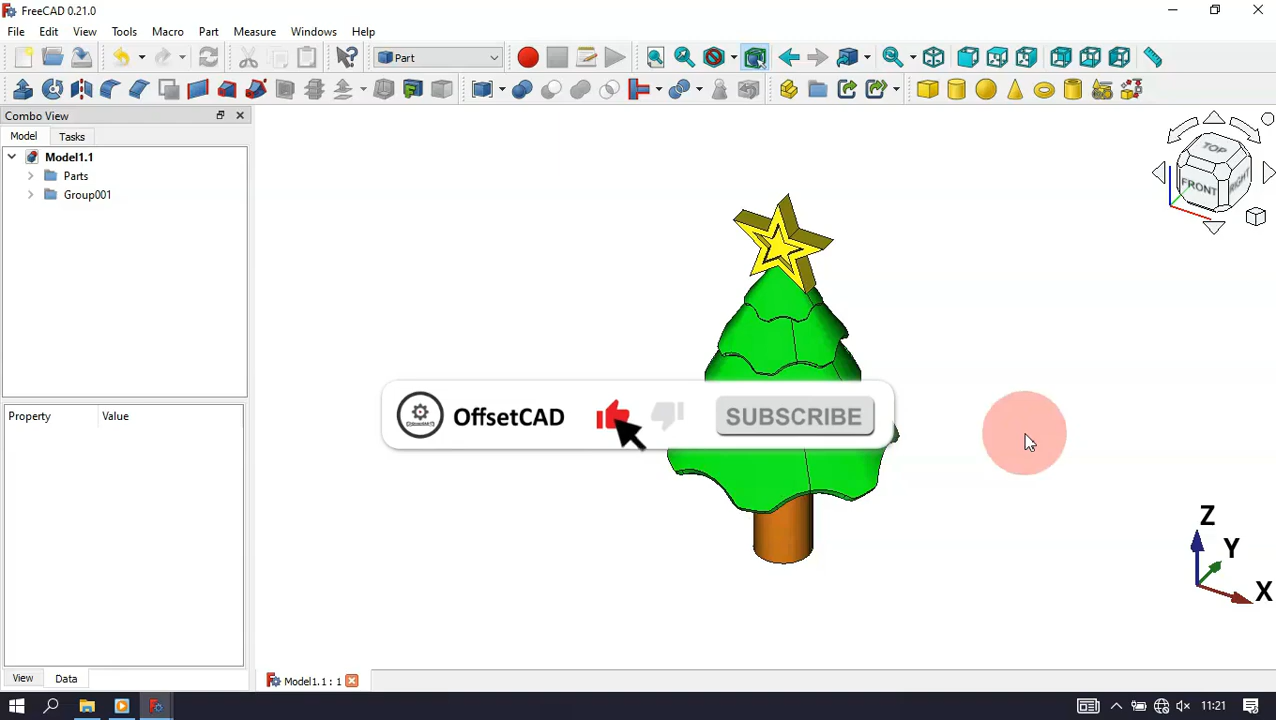 FreeCAD 0.21.0
File Edit View Tools Macro Part Measure Windows Help
Part
Combo View
Model Tasks
Model1.1
Parts
Group001
TOP
FRONT
RIGHT
Property Value
OffsetCAD SUBSCRIBE
Z
Y
X
View Data
Model1.1 : 1
11:21